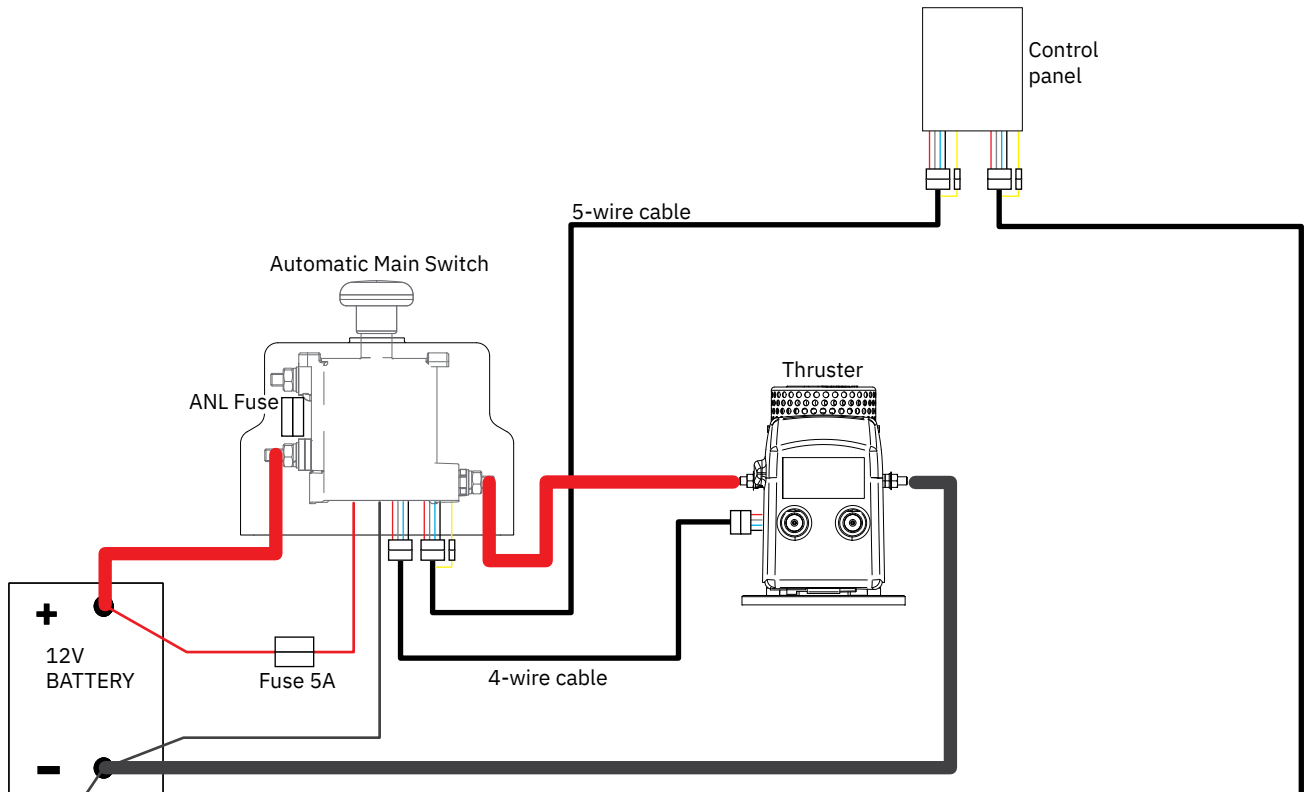 Control
panel
5-wire cable
Automatic Main Switch
Thruster
ANL Fuse
+
12V
BATTERY
Fuse 5A
4-wire cable
-